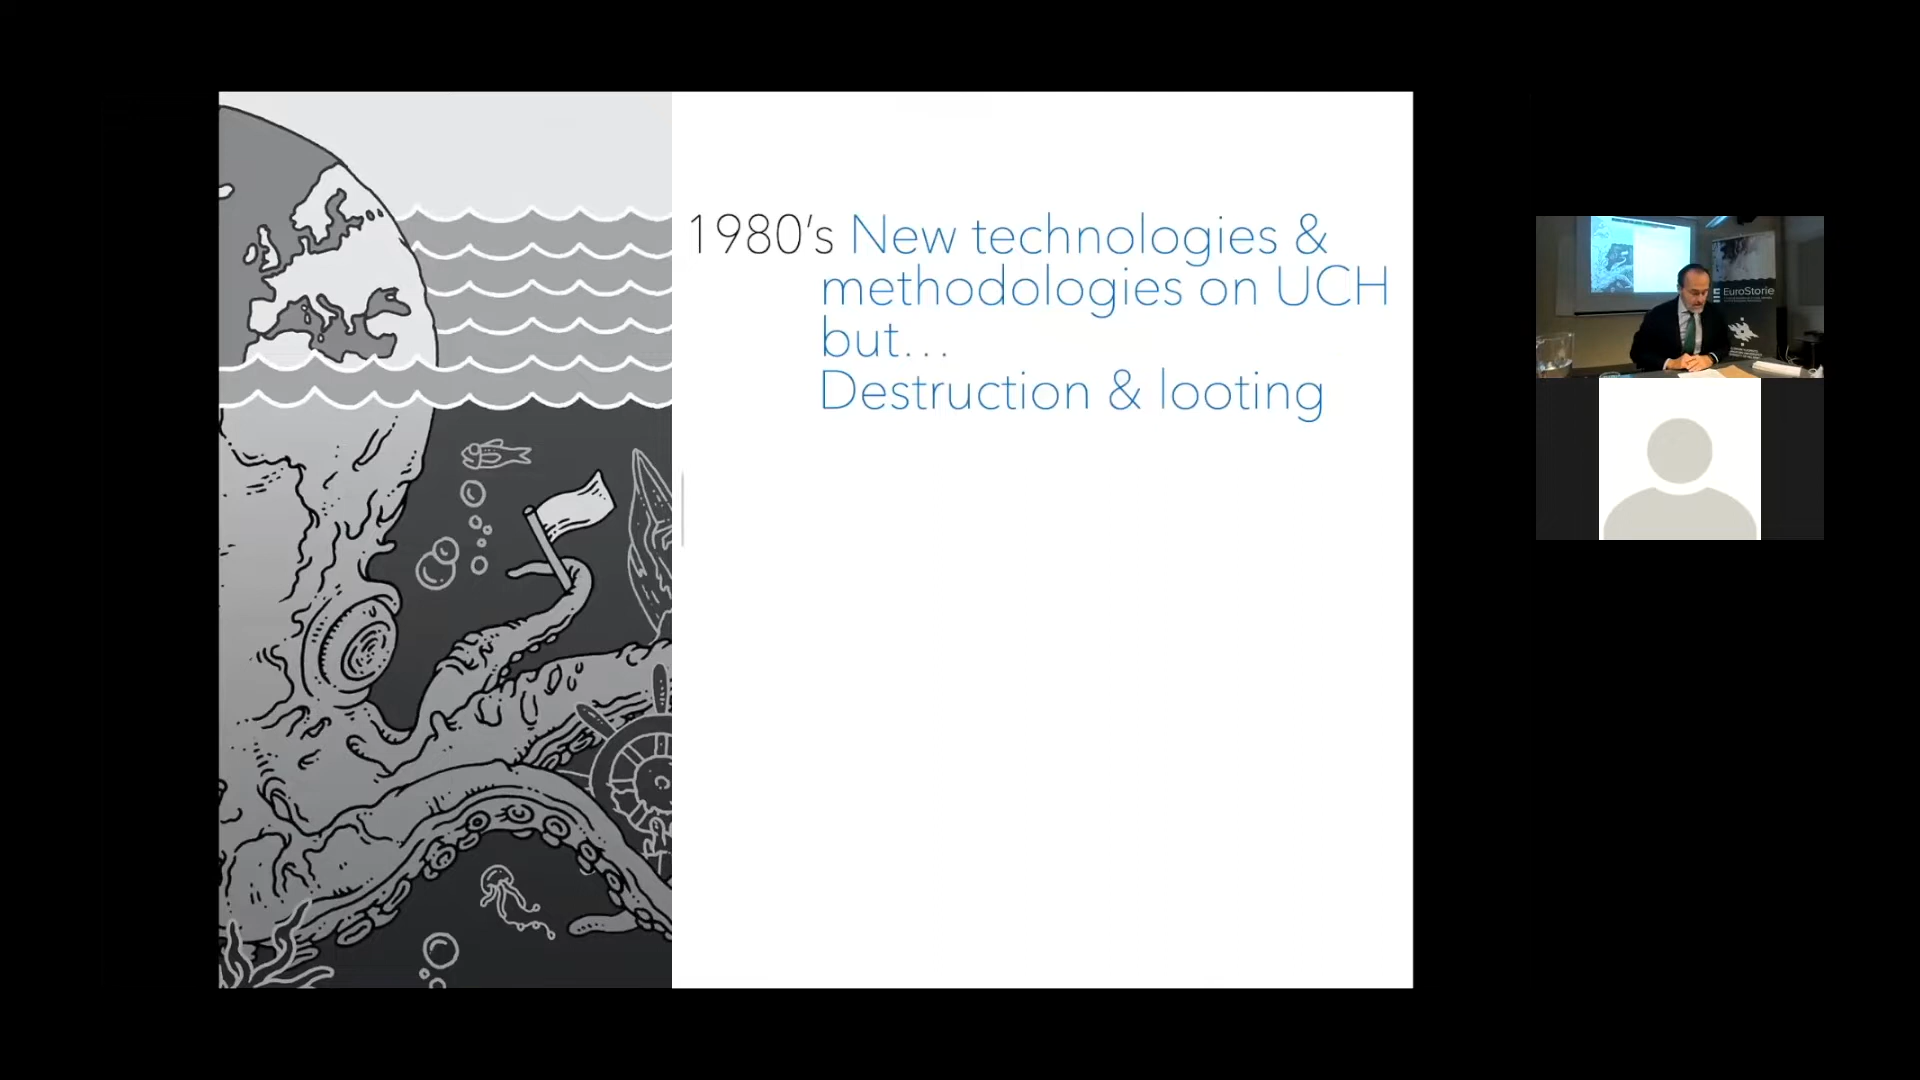 1980’s New technologies &
methodologies on UCH
but…
Destruction & looting
EuroStorie